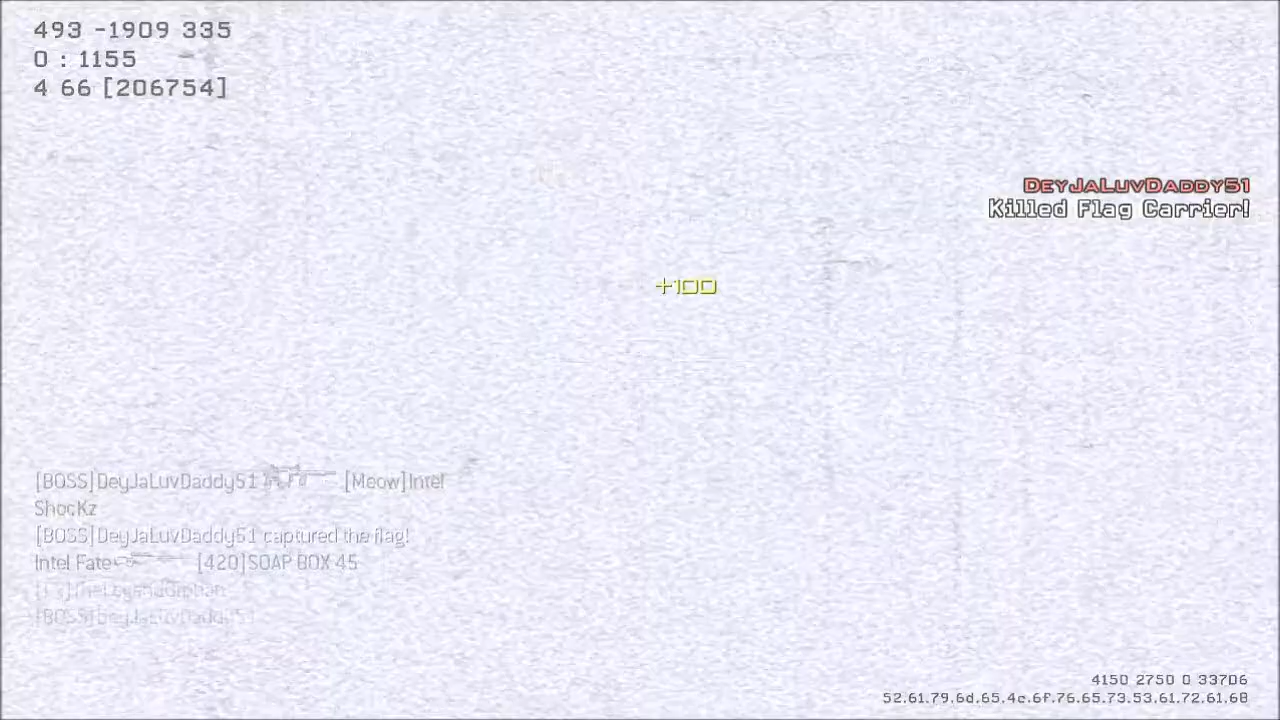 493 -1909 335
0 : 1155
4 66 [206754]
DeyJaLuvDaddy51
Killed Flag Carrier!
+100
[BOSS]DeyJaLuvDaddy51 [Meow]Intel
ShocKz
[BOSS]DeyJaLuvDaddy51 captured the flag!
Intel Fate [420]SOAP BOX 45
[BOSS]DeyJaLuvDaddy51
4150 2750 0 33706
52.61.79.6d.65.4c.6f.76.65.73.53.61.72.61.68